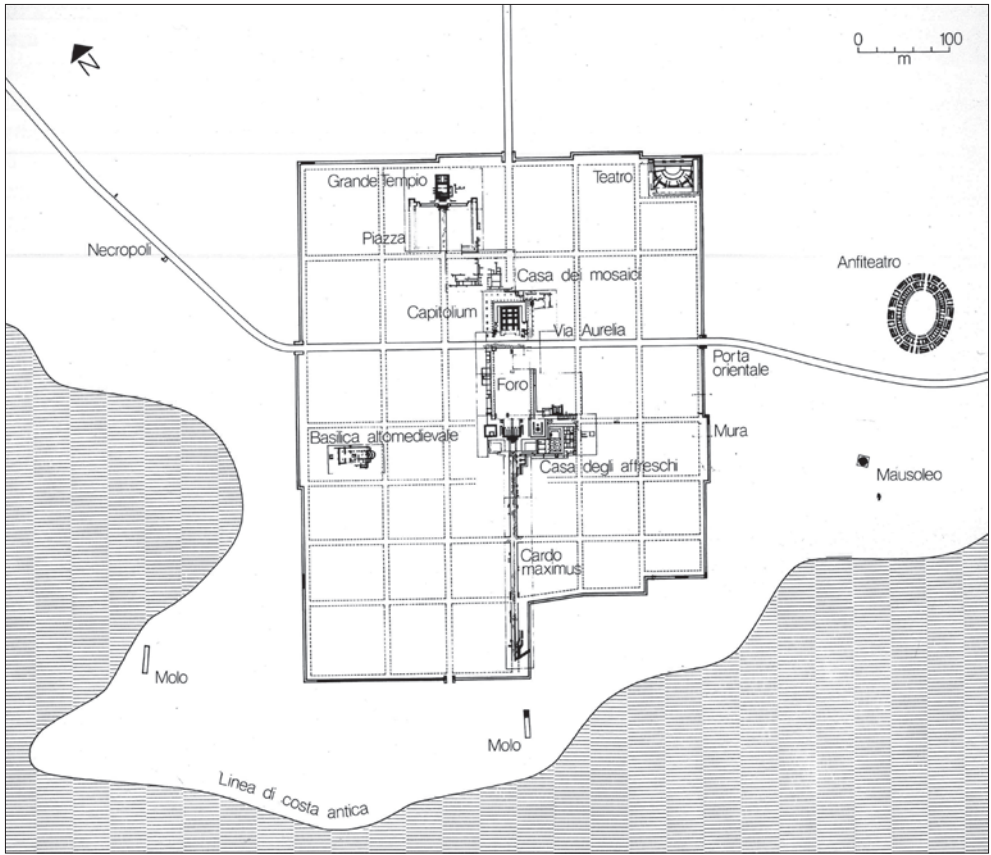 N
0 100
m
Grande Tempio
Teatro
Piazza
Necropoli
Casa dei mosaici
Anfiteatro
Capitolium
Via Aurelia
Porta
orientale
Foro
Basilica altomedievale
Mura
Casa degli affreschi
Mausoleo
Cardo
maximus
Molo
Molo
Linea di costa antica